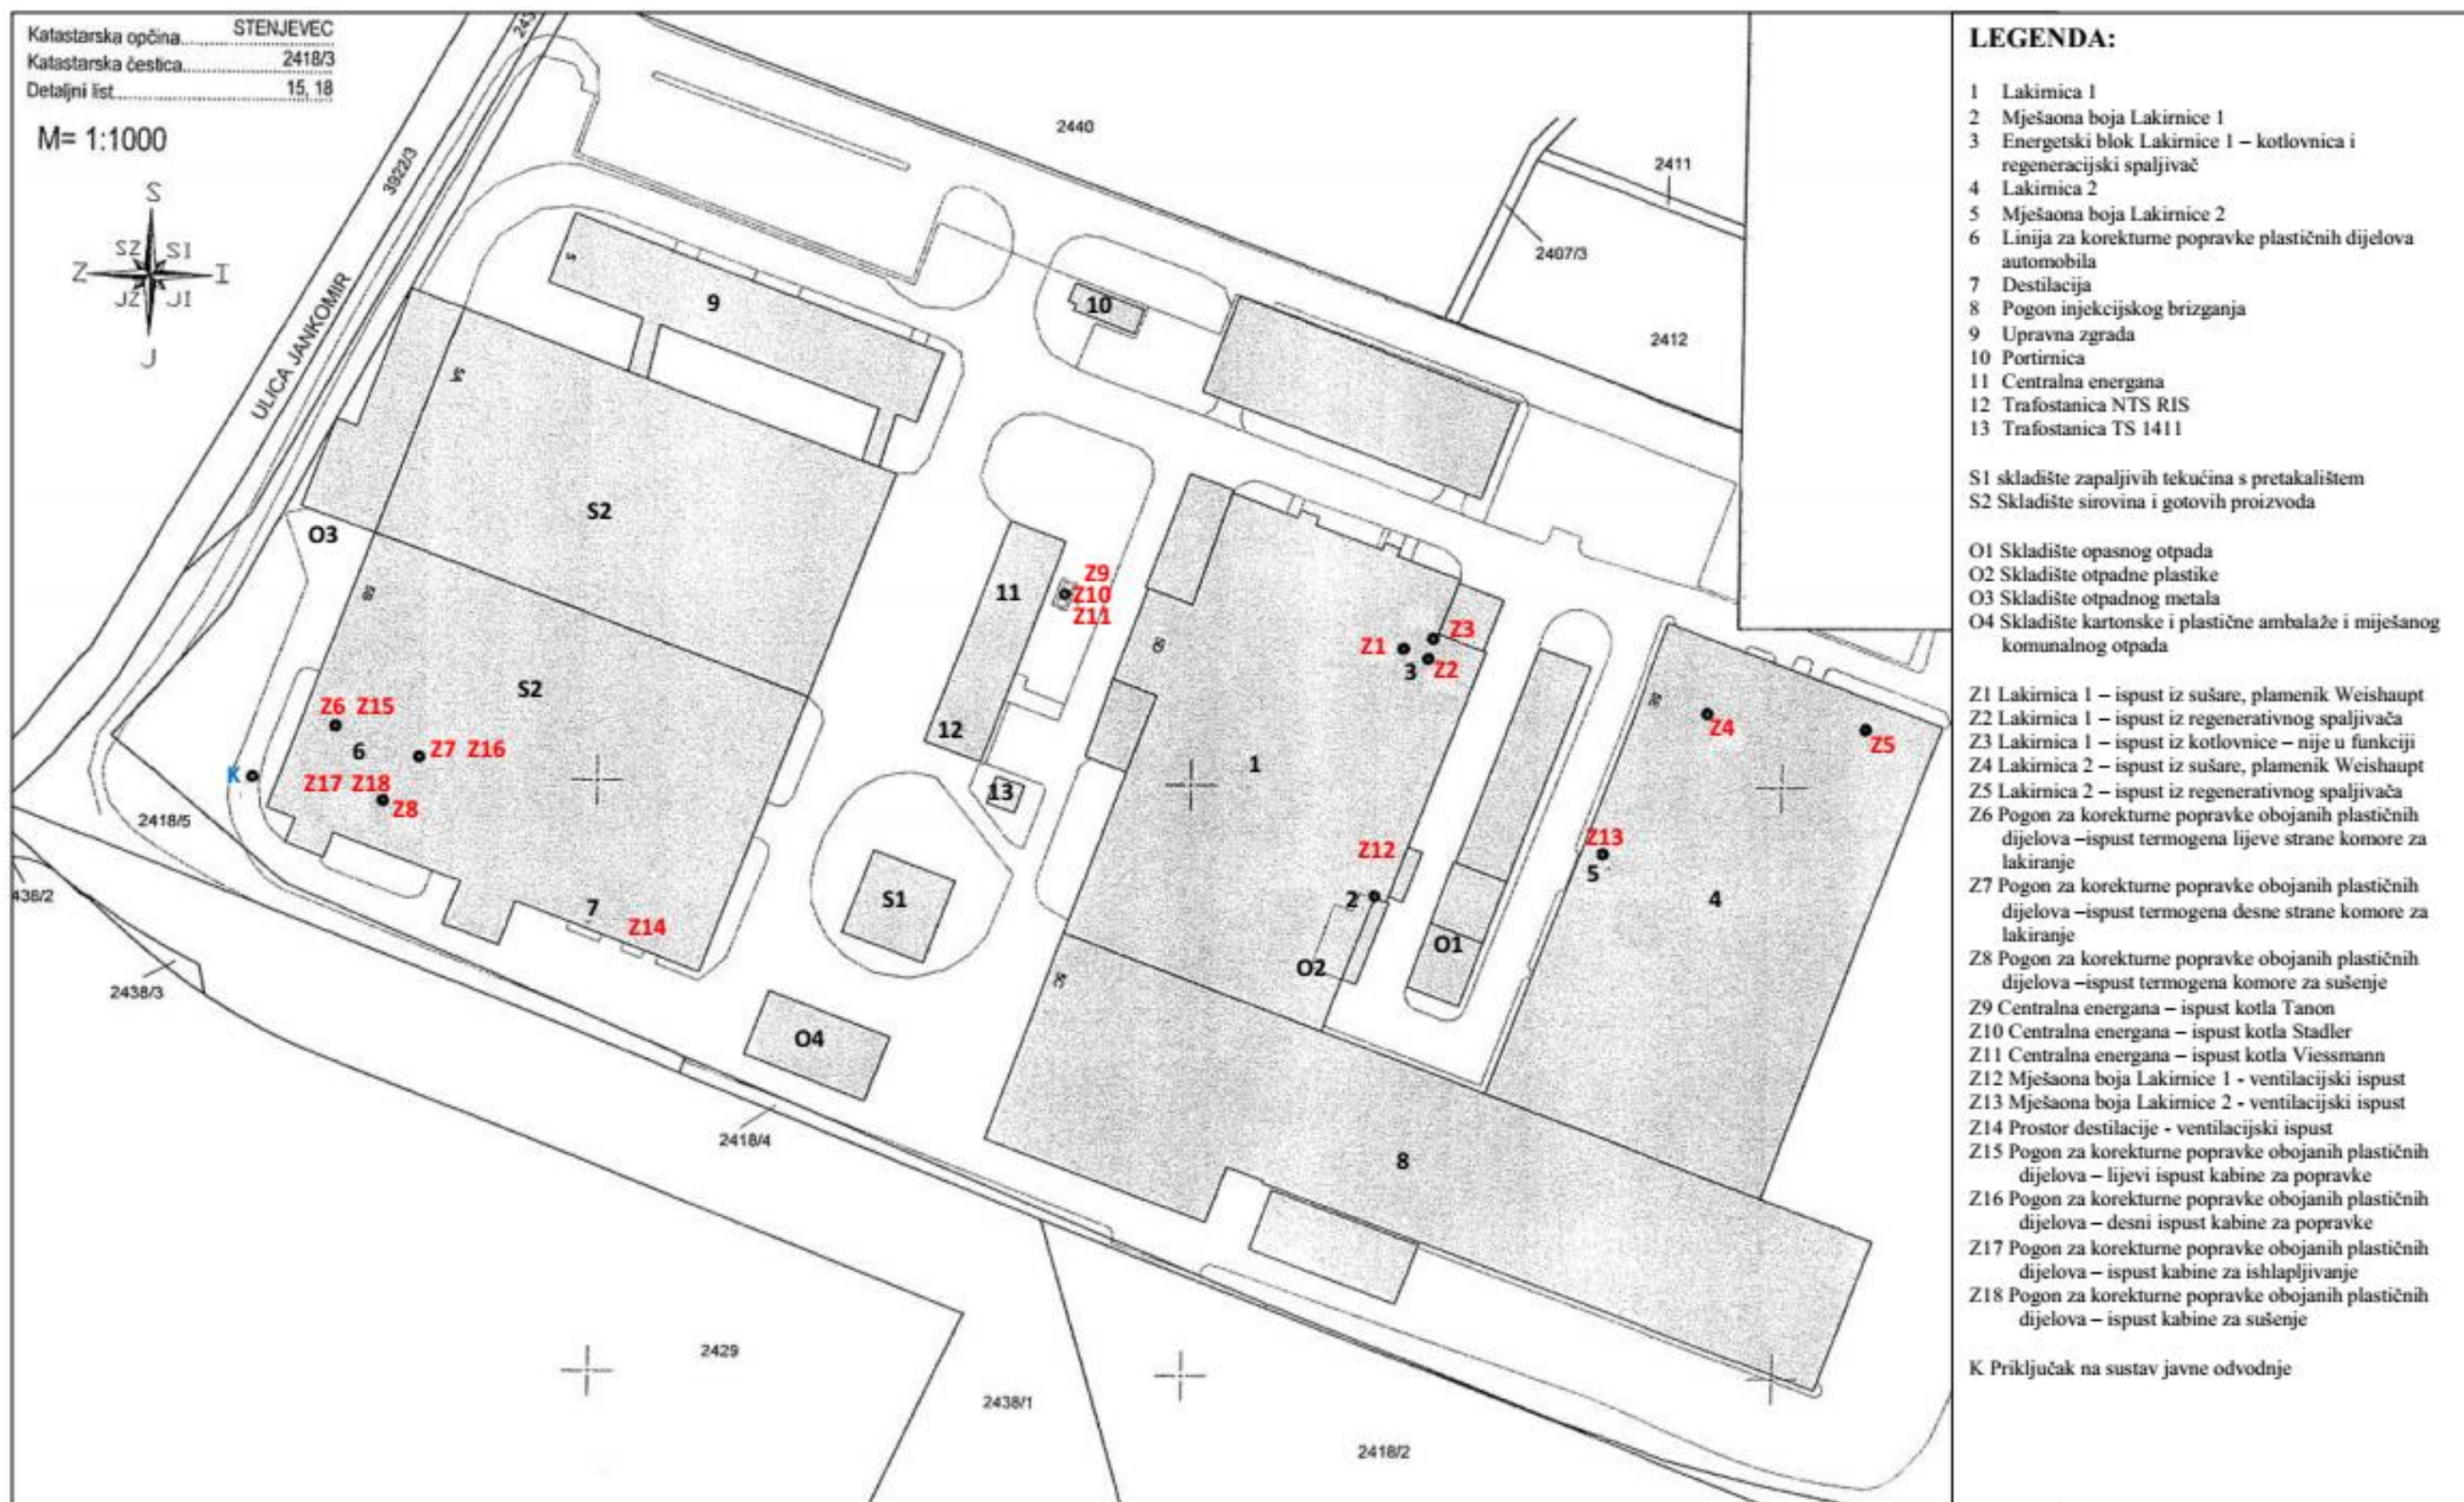 Katastarska općina STENJEVEC
Katastarska čestica 2418/3
Detaljni list 15, 18
M= 1:1000
S
SZ SI
Z I
JZ JI
J
ULICA JANKOMIR
3922/3
2440
2411
2407/3
2412
9
10
5A
S2
O3
11
Z9
Z10
Z11
12
13
Z1
Z3
Z2
3
1
Z4
Z5
S2
Z6 Z15
6
Z7 Z16
K
Z17 Z18
Z8
2418/5
438/2
7
Z14
S1
Z12
2
Z13
5
4
O1
O2
2438/3
O4
2418/4
8
2429
2438/1
2418/2
LEGENDA:
1 Lakirnica 1
2 Mješaona boja Lakirnice 1
3 Energetski blok Lakirnice 1 – kotlovnica i
regeneracijski spaljivač
4 Lakirnica 2
5 Mješaona boja Lakirnice 2
6 Linija za korekturne popravke plastičnih dijelova
automobila
7 Destilacija
8 Pogon injekcijskog brizganja
9 Upravna zgrada
10 Portirnica
11 Centralna energana
12 Trafostanica NTS RIS
13 Trafostanica TS 1411
S1 skladište zapaljivih tekućina s pretakalištem
S2 Skladište sirovina i gotovih proizvoda
O1 Skladište opasnog otpada
O2 Skladište otpadne plastike
O3 Skladište otpadnog metala
O4 Skladište kartonske i plastične ambalaže i miješanog
komunalnog otpada
Z1 Lakirnica 1 – ispust iz sušare, plamenik Weishaupt
Z2 Lakirnica 1 – ispust iz regenerativnog spaljivača
Z3 Lakirnica 1 – ispust iz kotlovnice – nije u funkciji
Z4 Lakirnica 2 – ispust iz sušare, plamenik Weishaupt
Z5 Lakirnica 2 – ispust iz regenerativnog spaljivača
Z6 Pogon za korekturne popravke obojanih plastičnih
dijelova –ispust termogena lijeve strane komore za
lakiranje
Z7 Pogon za korekturne popravke obojanih plastičnih
dijelova –ispust termogena desne strane komore za
lakiranje
Z8 Pogon za korekturne popravke obojanih plastičnih
dijelova –ispust termogena komore za sušenje
Z9 Centralna energana – ispust kotla Tanon
Z10 Centralna energana – ispust kotla Stadler
Z11 Centralna energana – ispust kotla Viessmann
Z12 Mješaona boja Lakirnice 1 - ventilacijski ispust
Z13 Mješaona boja Lakirnice 2 - ventilacijski ispust
Z14 Prostor destilacije - ventilacijski ispust
Z15 Pogon za korekturne popravke obojanih plastičnih
dijelova – lijevi ispust kabine za popravke
Z16 Pogon za korekturne popravke obojanih plastičnih
dijelova – desni ispust kabine za popravke
Z17 Pogon za korekturne popravke obojanih plastičnih
dijelova – ispust kabine za ishlapljivanje
Z18 Pogon za korekturne popravke obojanih plastičnih
dijelova – ispust kabine za sušenje
K Priključak na sustav javne odvodnje